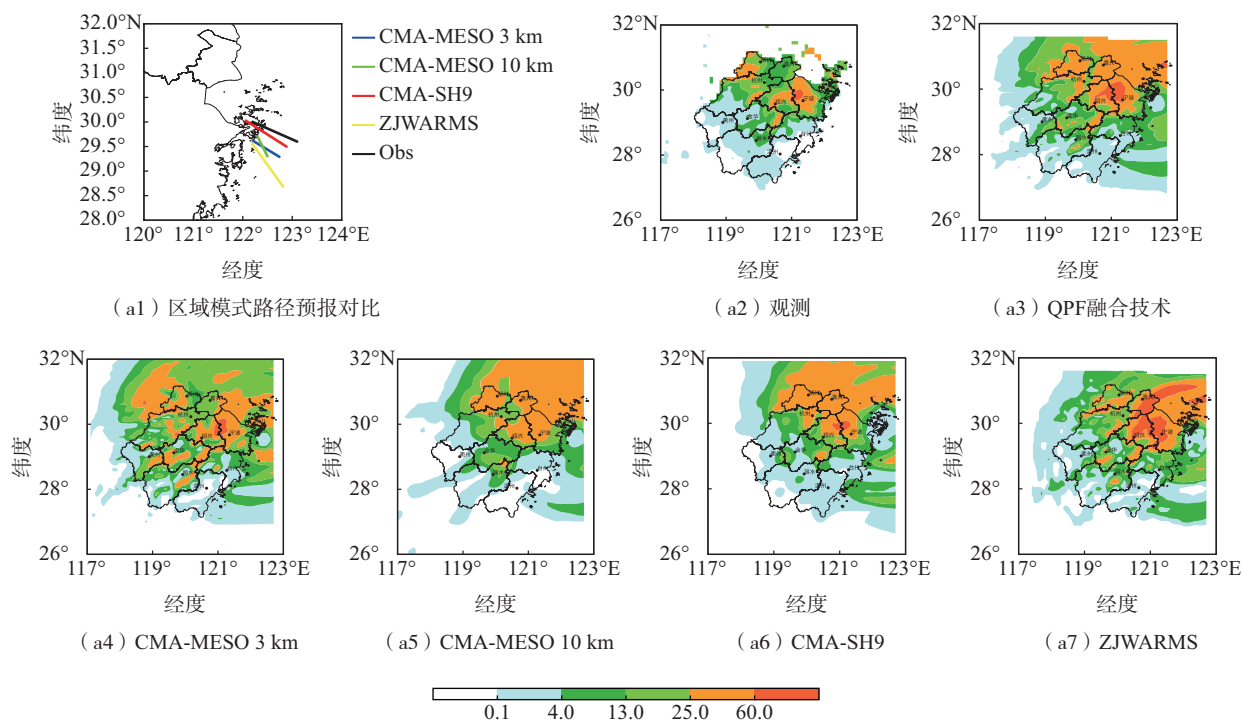 32.0°N
31.5°
31.0°
30.5°
30.0°
29.5°
29.0°
28.5°
28.0°
纬度
120° 121° 122° 123° 124°E
经度
CMA-MESO 3 km
CMA-MESO 10 km
CMA-SH9
ZJWARMS
Obs
(a1)区域模式路径预报对比
32°N
30°
28°
26°
纬度
117° 119° 121° 123°E
经度
(a2)观测
32°N
30°
28°
26°
纬度
117° 119° 121° 123°E
经度
(a3)QPF融合技术
32°N
30°
28°
26°
纬度
117° 119° 121° 123°E
经度
(a4)CMA-MESO 3 km
32°N
30°
28°
26°
纬度
117° 119° 121° 123°E
经度
(a5)CMA-MESO 10 km
32°N
30°
28°
26°
纬度
117° 119° 121° 123°E
经度
(a6)CMA-SH9
32°N
30°
28°
26°
纬度
117° 119° 121° 123°E
经度
(a7)ZJWARMS
0.1 4.0 13.0 25.0 60.0